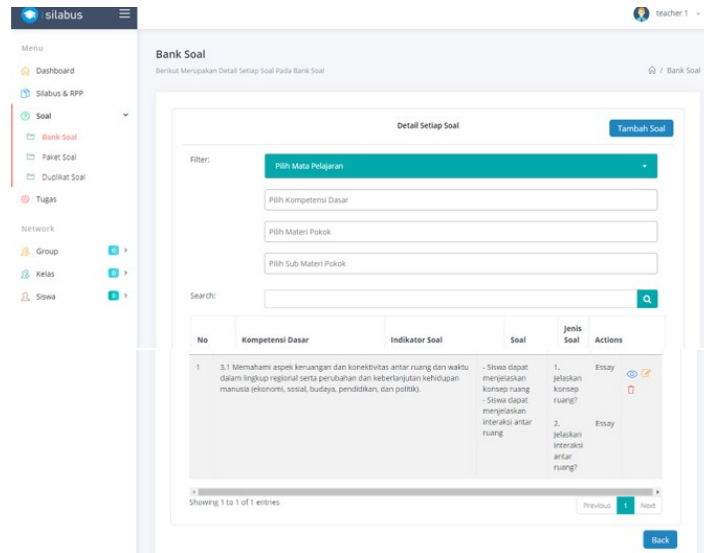 silabus
teacher 1
Menu
Dashboard
Silabus & RPP
Soal
Bank Soal
Paket Soal
Duplikat Soal
Tugas
Network
Group 0
Kelas 0
Siswa 0
Bank Soal
Berikut Merupakan Detail Setiap Soal Pada Bank Soal
/ Bank Soal
Detail Setiap Soal
Tambah Soal
Filter:
Pilih Mata Pelajaran
Pilih Kompetensi Dasar
Pilih Materi Pokok
Pilih Sub Materi Pokok
Search:
No Kompetensi Dasar Indikator Soal Soal Jenis Soal Actions
1
3.1 Memahami aspek keruangan dan konektivitas antar ruang dan waktu
dalam lingkup regional serta perubahan dan keberlanjutan kehidupan
manusia (ekonomi, sosial, budaya, pendidikan, dan politik).
- Siswa dapat
menjelaskan
konsep ruang
- Siswa dapat
menjelaskan
interaksi antar
ruang
1.
Jelaskan
konsep
ruang?
Essay
2.
Jelaskan
interaksi
antar
ruang?
Essay
Showing 1 to 1 of 1 entries
Previous 1 Next
Back